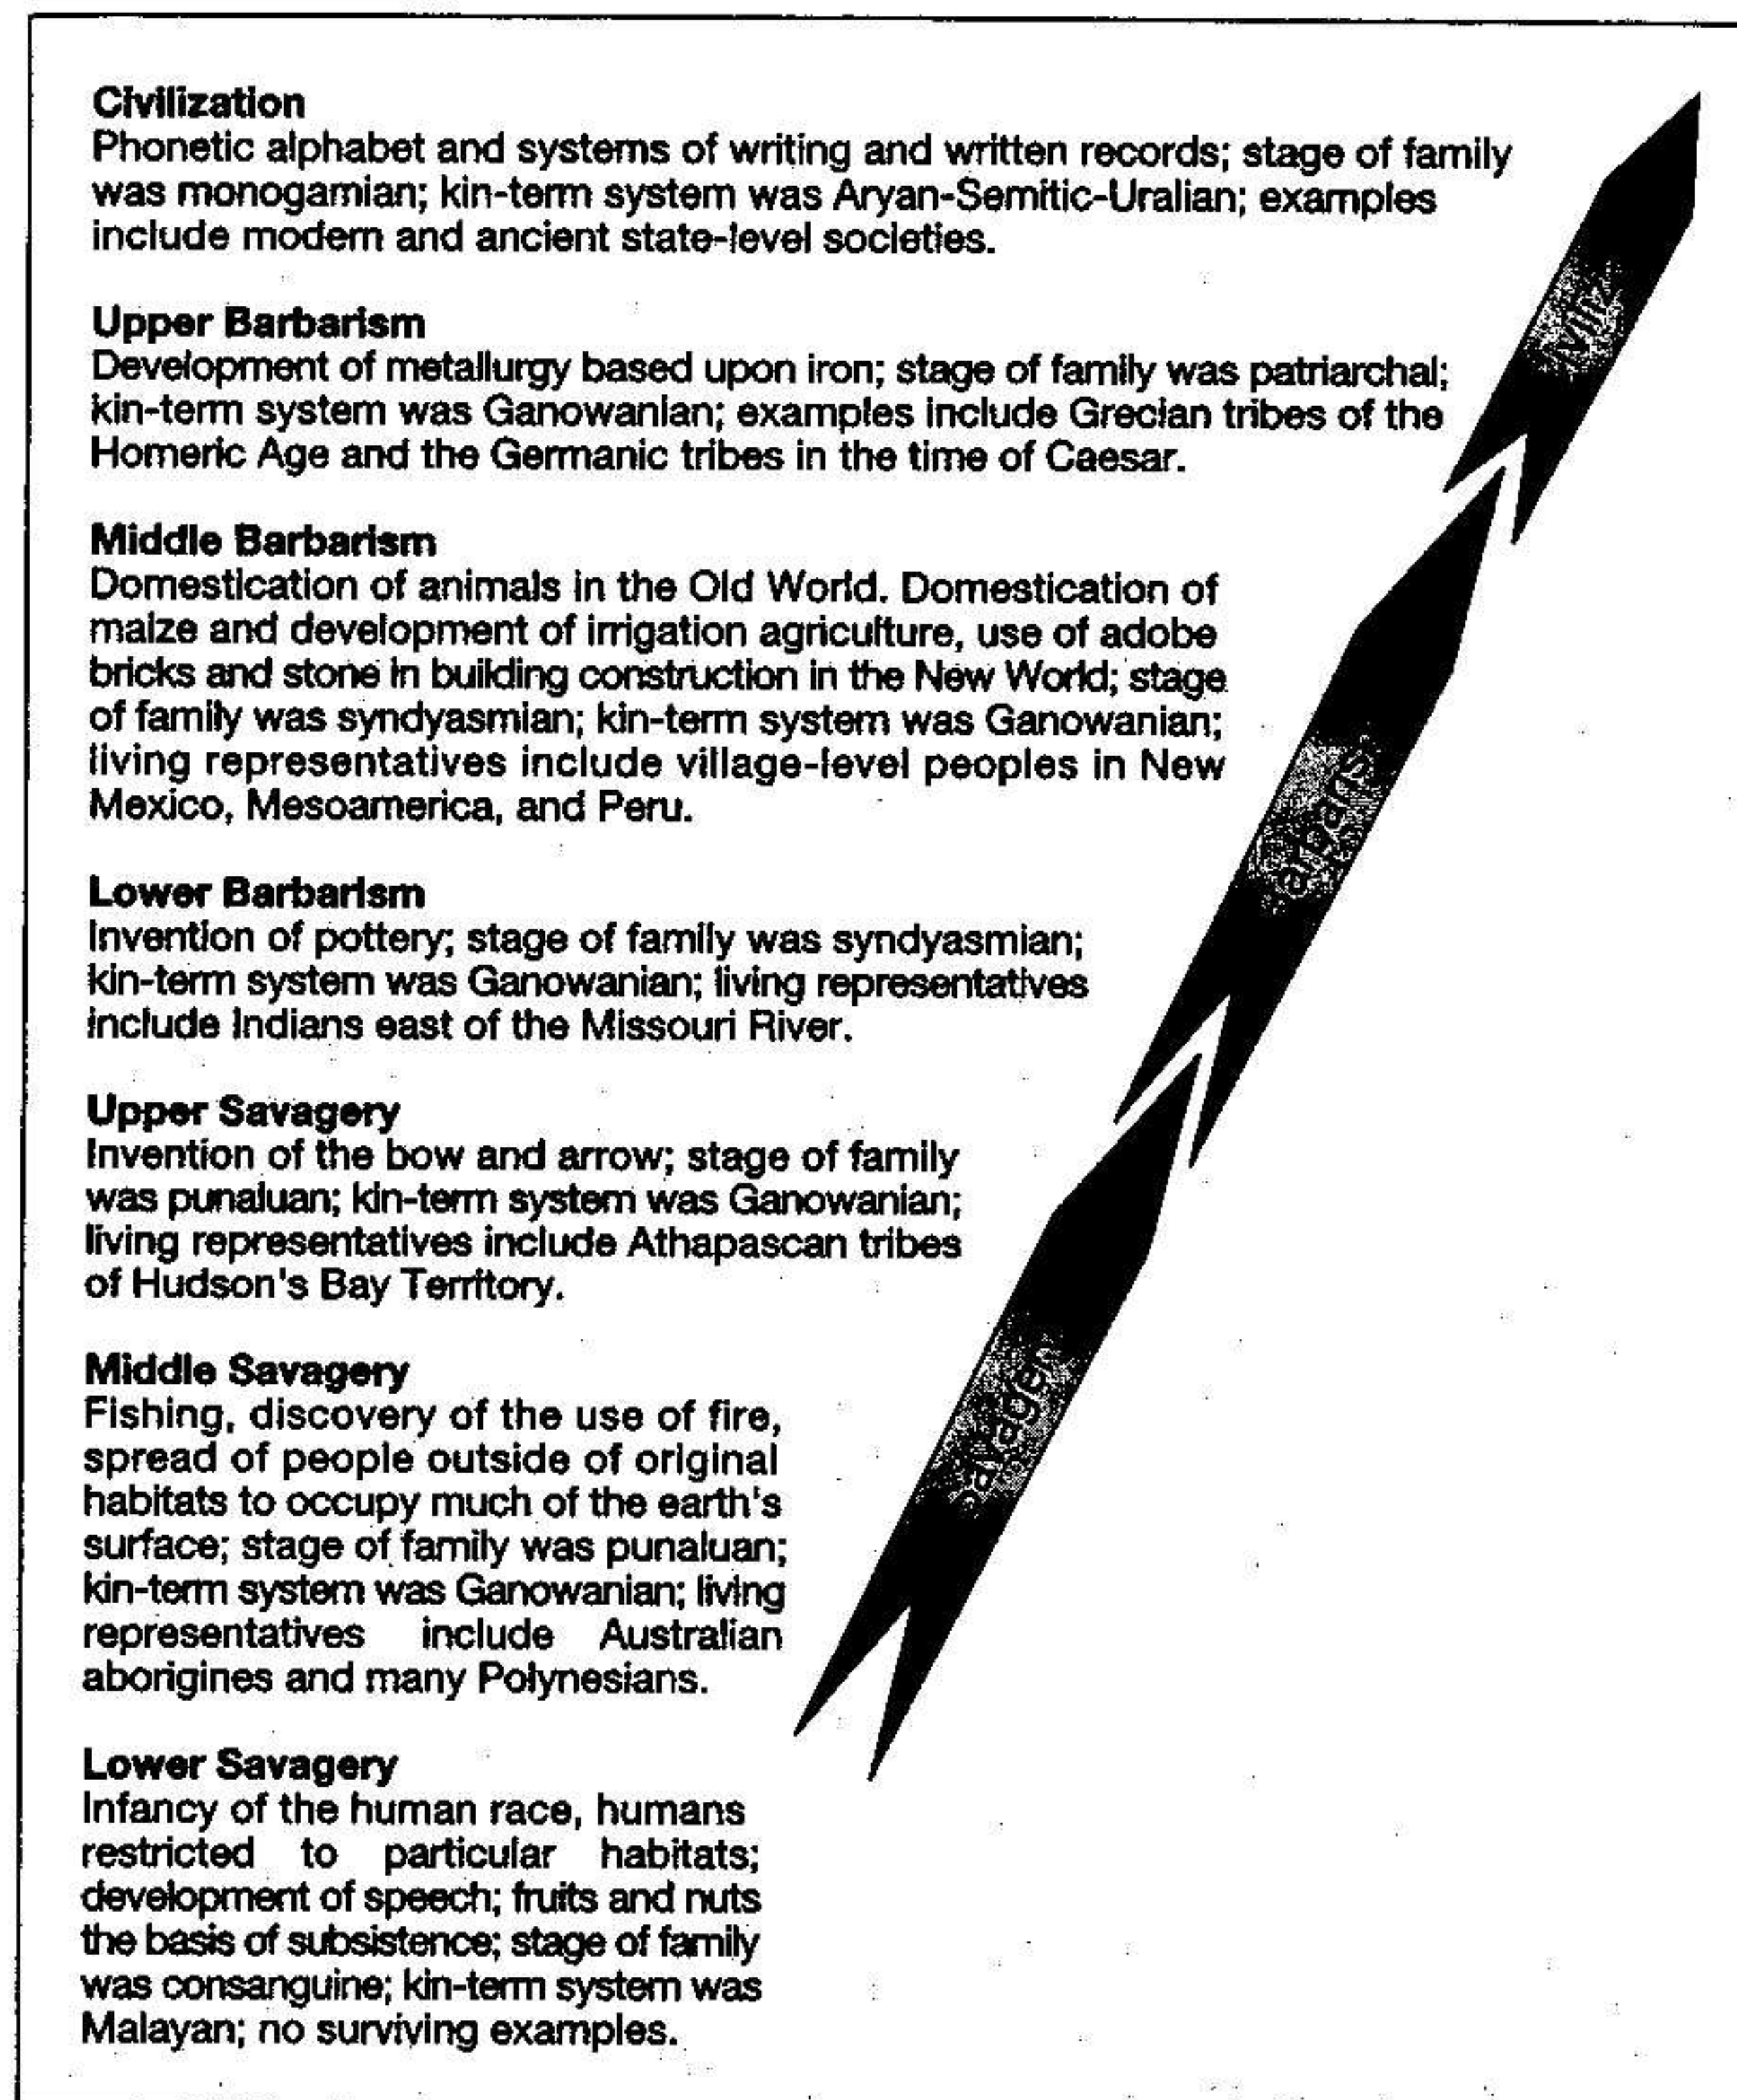 Civilization
Phonetic alphabet and systems of writing and written records; stage of family
was monogamian; kin-term system was Aryan-Semitic-Uralian; examples
include modern and ancient state-level societies.
Upper Barbarism
Development of metallurgy based upon iron; stage of family was patriarchal;
kin-term system was Ganowanian; examples include Grecian tribes of the
Homeric Age and the Germanic tribes in the time of Caesar.
Middle Barbarism
Domestication of animals in the Old World. Domestication of
maize and development of irrigation agriculture, use of adobe
bricks and stone in building construction in the New World; stage
of family was syndyasmian; kin-term system was Ganowanian;
living representatives include village-level peoples in New
Mexico, Mesoamerica, and Peru.
Lower Barbarism
Invention of pottery; stage of family was syndyasmian;
kin-term system was Ganowanian; living representatives
include Indians east of the Missouri River.
Upper Savagery
Invention of the bow and arrow; stage of family
was punaluan; kin-term system was Ganowanian;
living representatives include Athapascan tribes
of Hudson's Bay Territory.
Middle Savagery
Fishing, discovery of the use of fire,
spread of people outside of original
habitats to occupy much of the earth's
surface; stage of family was punaluan;
kin-term system was Ganowanian; living
representatives include Australian
aborigines and many Polynesians.
Lower Savagery
Infancy of the human race, humans
restricted to particular habitats;
development of speech; fruits and nuts
the basis of subsistence; stage of family
was consanguine; kin-term system was
Malayan; no surviving examples.